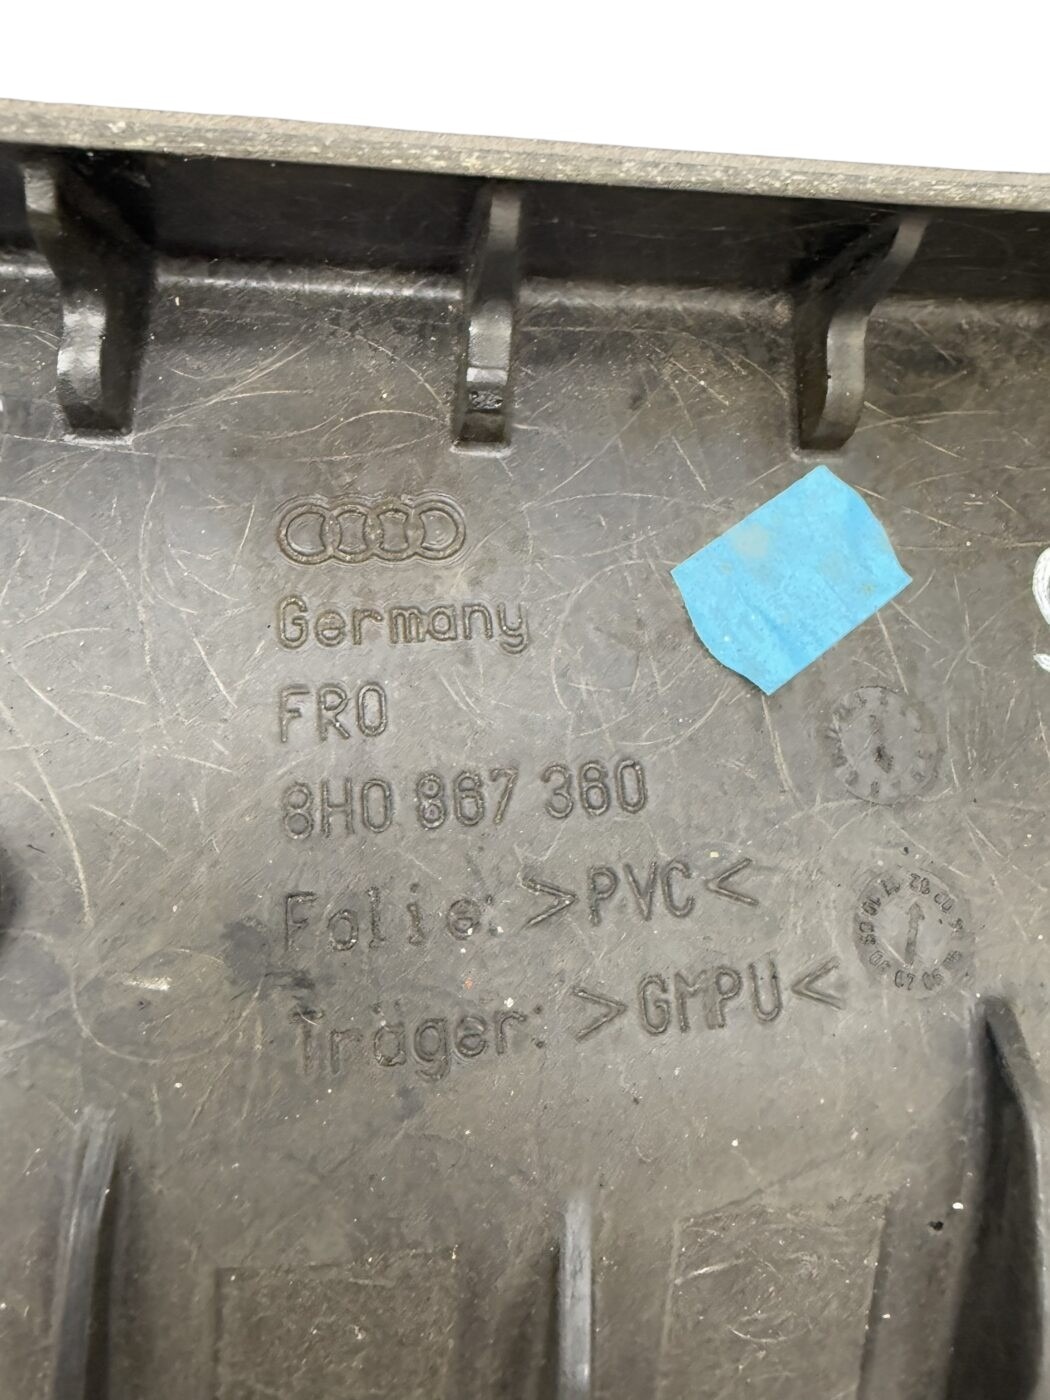 Germany
FRO
8H0 867 360
Folie: >PVC<
Träger: >GMPU<